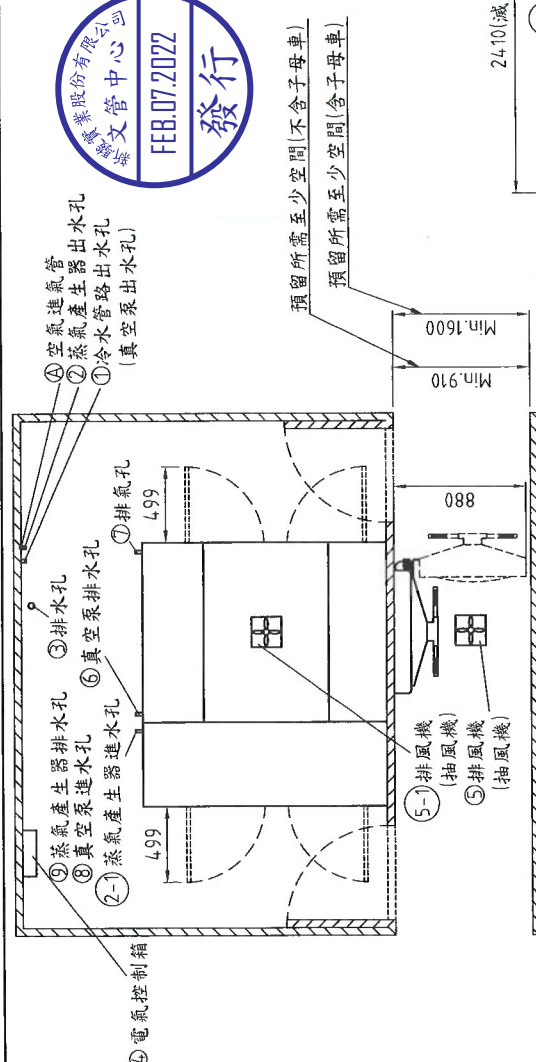 新駿實業股份有限公司
文管中心
FEB.07.2022
發行
Ⓐ空氣進氣管
②蒸氣產生器出水孔
①冷水管路出水孔
(真空泵出水孔)
預留所需至少空間(不含子母車)
預留所需至少空間(含子母車)
2410(滅
Min.1600
Min.910
880
⑦排氣孔
499
③排水孔
⑥真空泵排水孔
⑨蒸氣產生器排水孔
⑧真空泵進水孔
2-1 蒸氣產生器進水孔
499
④電氣控制箱
5-1 排風機
(抽風機)
⑤排風機
(抽風機)